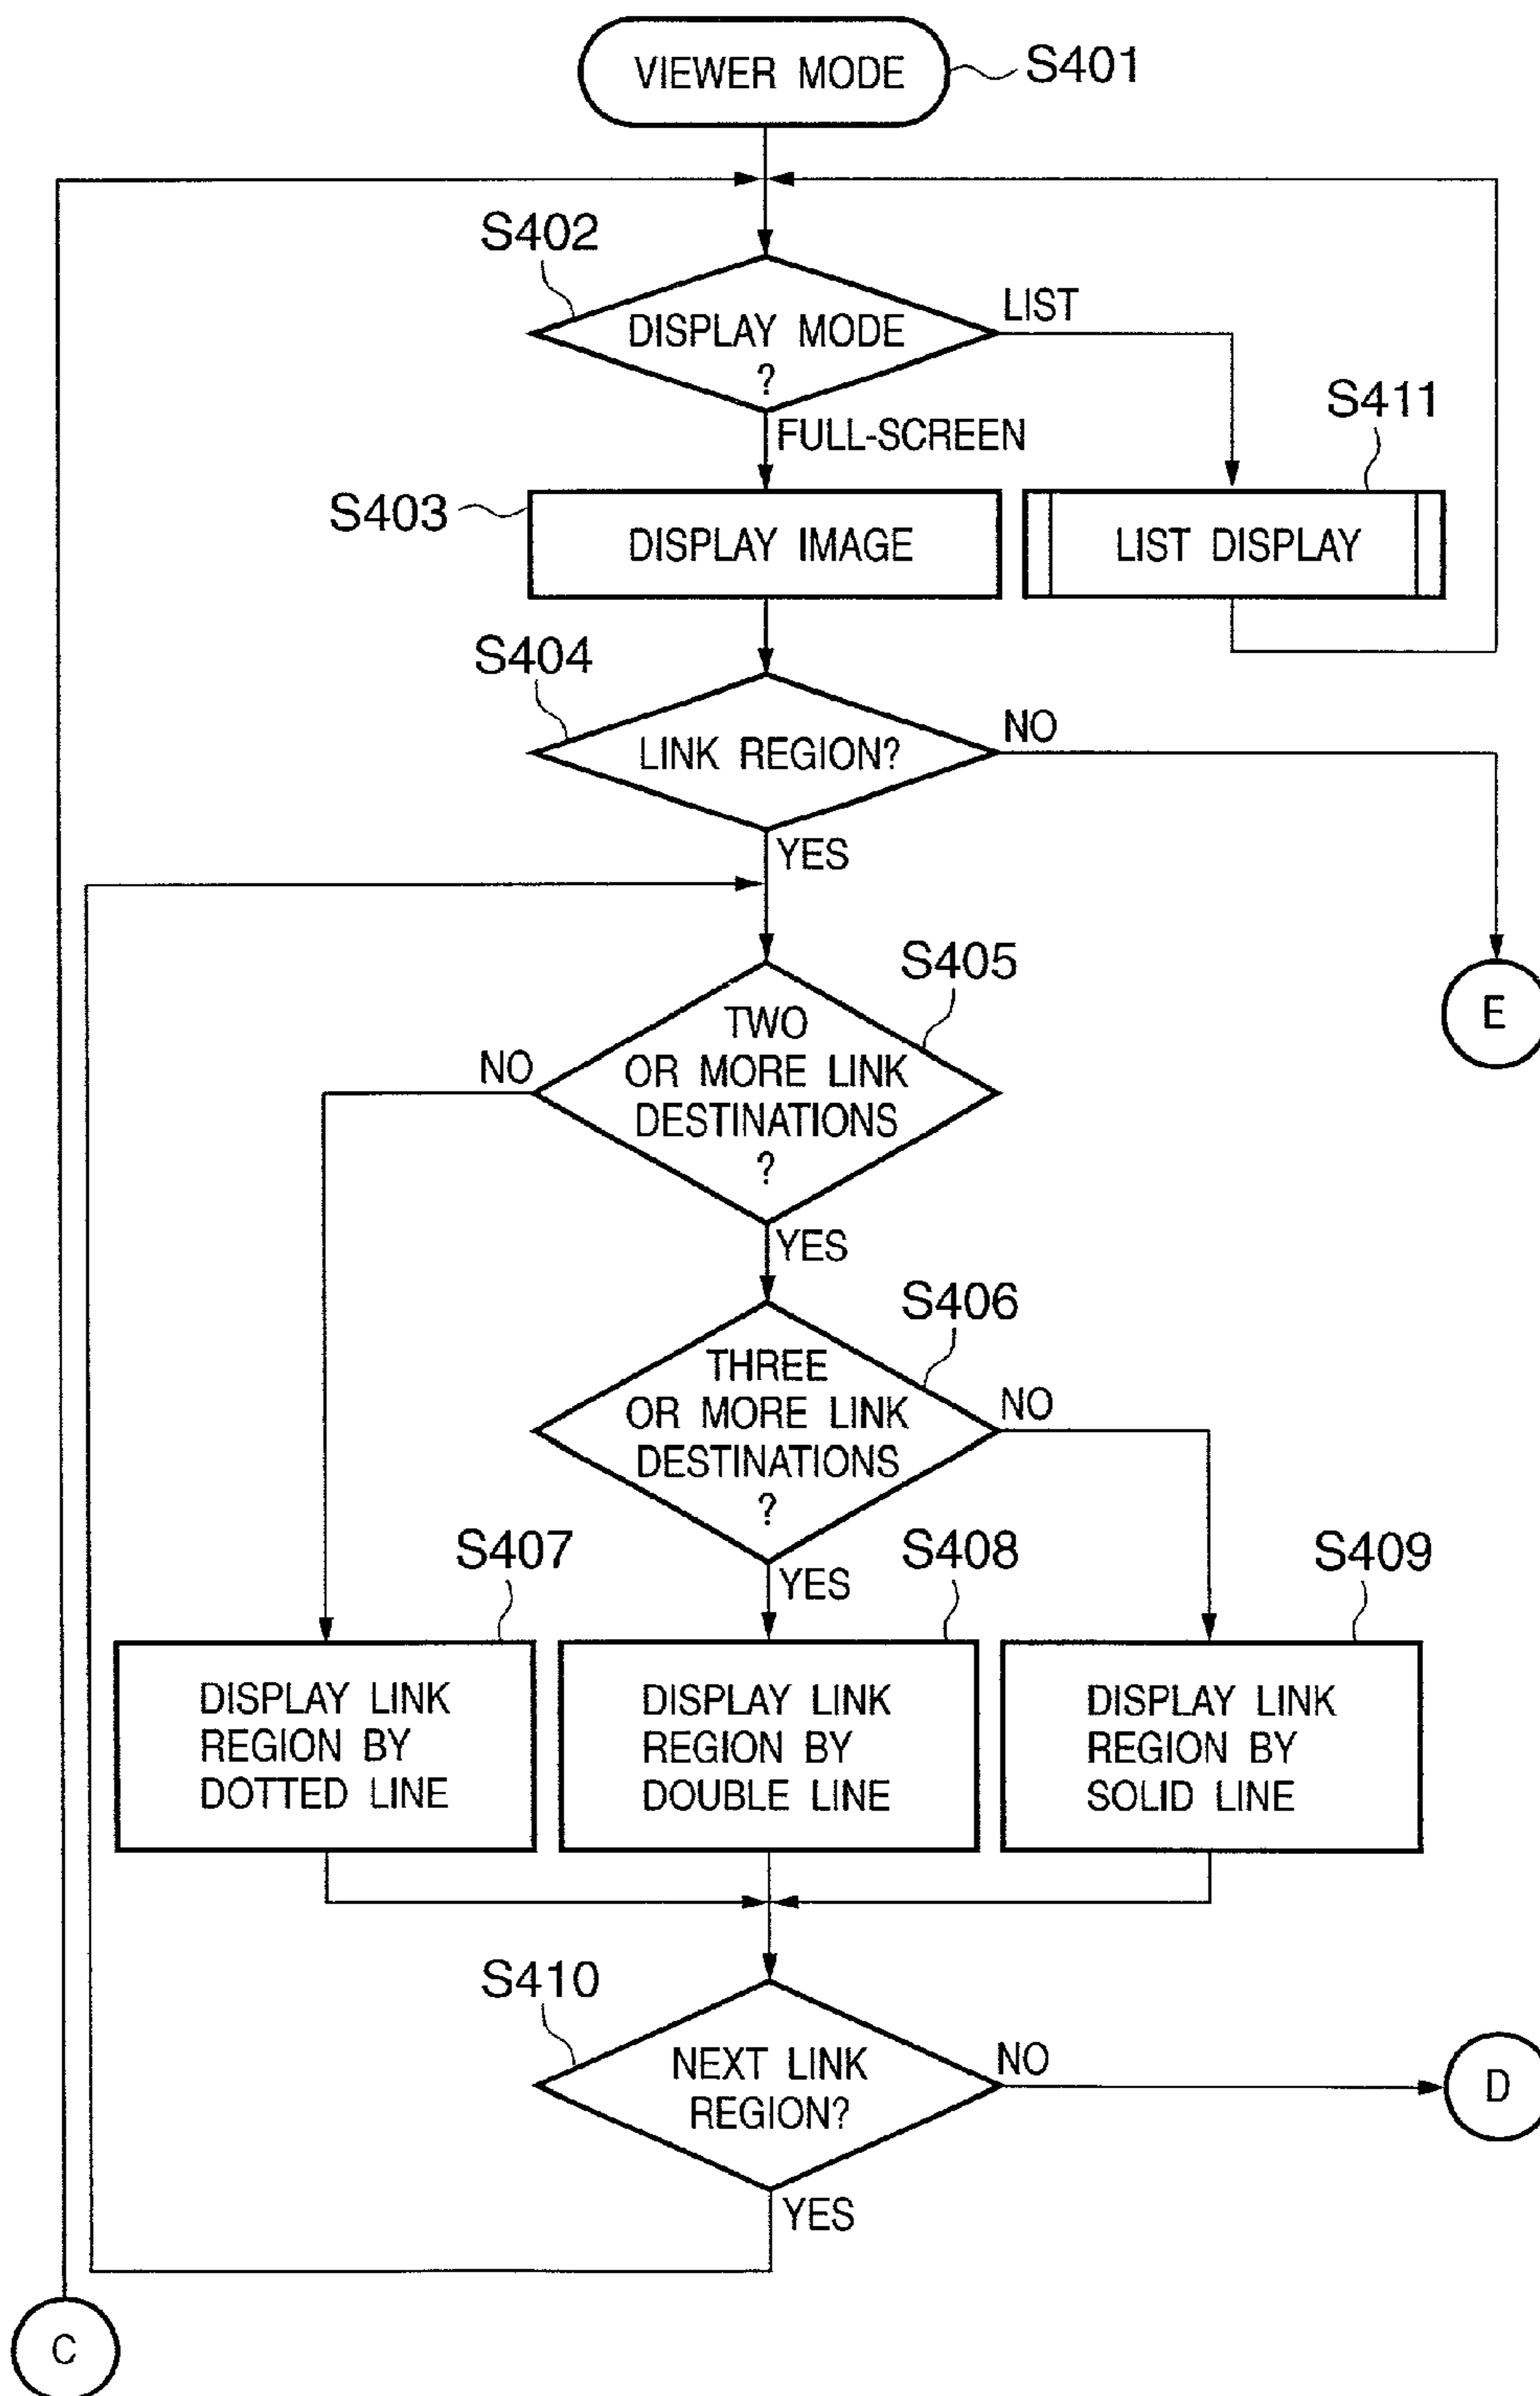 VIEWER MODE
S401
S402
DISPLAY MODE
?
LIST
FULL-SCREEN
S411
S403
DISPLAY IMAGE
LIST DISPLAY
S404
LINK REGION?
NO
YES
E
S405
TWO
OR MORE LINK
DESTINATIONS
?
NO
YES
S406
THREE
OR MORE LINK
DESTINATIONS
?
NO
YES
S407
S408
S409
DISPLAY LINK
REGION BY
DOTTED LINE
DISPLAY LINK
REGION BY
DOUBLE LINE
DISPLAY LINK
REGION BY
SOLID LINE
S410
NEXT LINK
REGION?
NO
D
YES
C